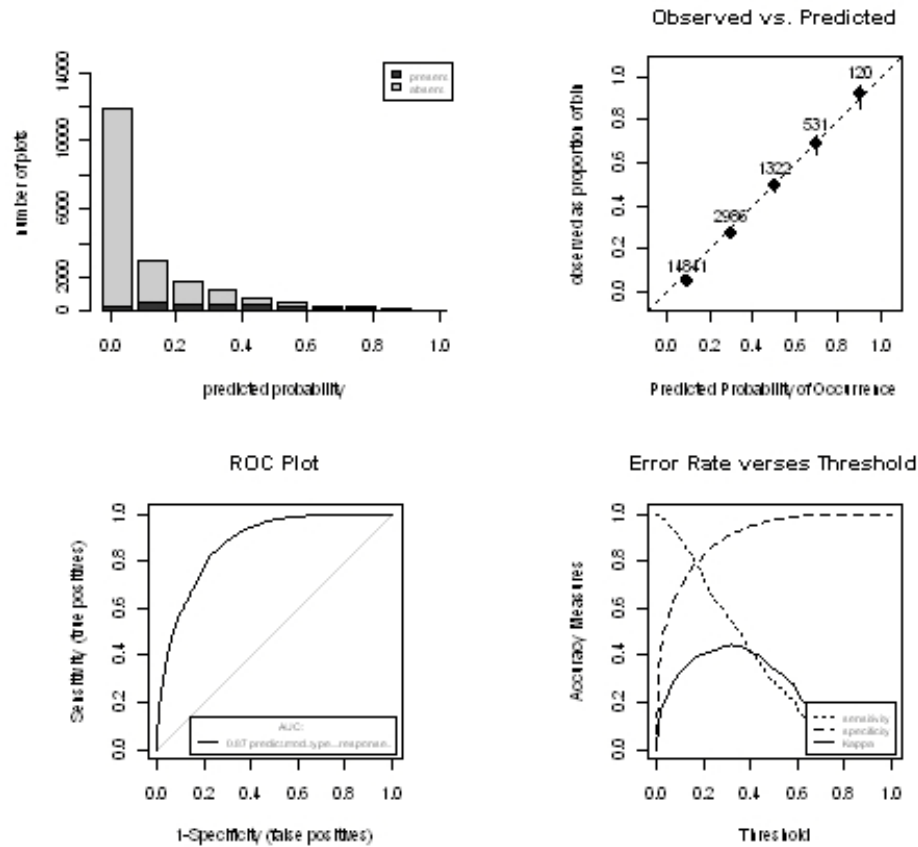 number of plots
0 2000 6000 10000 14000
present
absent
0.0 0.2 0.4 0.6 0.8 1.0
predicted probability
Observed vs. Predicted
observed as proportion of bin
0.0 0.2 0.4 0.6 0.8 1.0
14841
2986
1322
531
120
0.0 0.2 0.4 0.6 0.8 1.0
Predicted Probability of Occurrence
ROC Plot
Sensitivity (true positives)
0.0 0.2 0.4 0.6 0.8 1.0
AUC:
0.87
0.0 0.2 0.4 0.6 0.8 1.0
1-Specificity (false positives)
Error Rate verses Threshold
Accuracy Measures
0.0 0.2 0.4 0.6 0.8 1.0
sensitivity
specificity
Kappa
0.0 0.2 0.4 0.6 0.8 1.0
Threshold